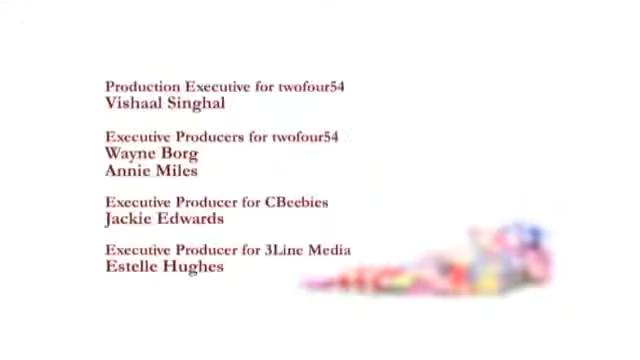 Production Executive for twofour54
Vishaal Singhal
Executive Producers for twofour54
Wayne Borg
Annie Miles
Executive Producer for CBeebies
Jackie Edwards
Executive Producer for 3Line Media
Estelle Hughes